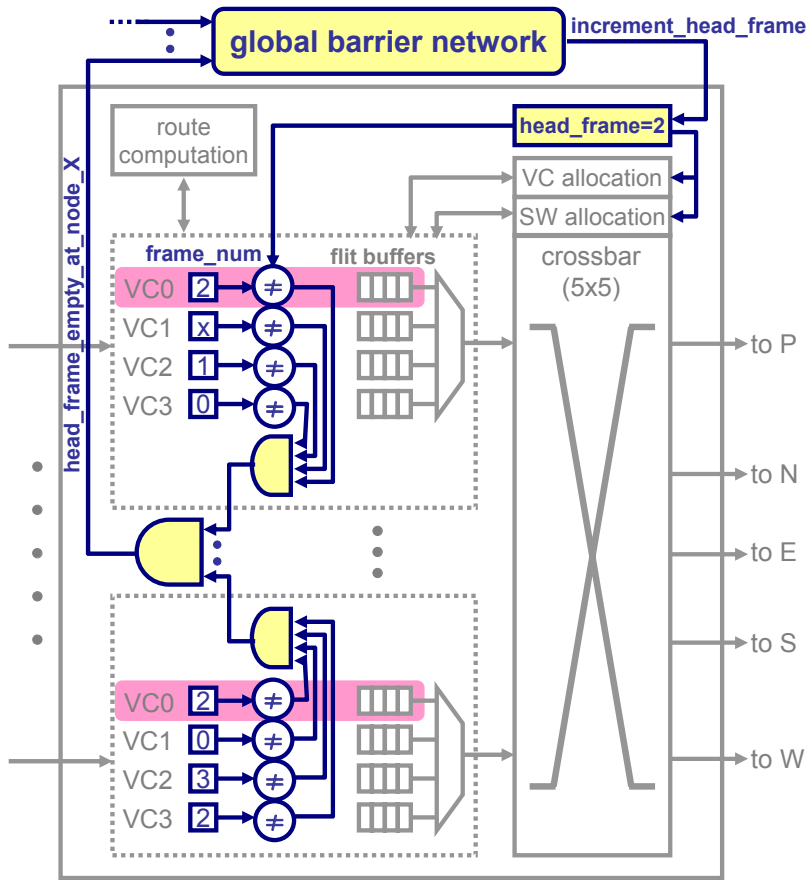 global barrier network
increment_head_frame
head_frame=2
route
computation
VC allocation
SW allocation
head_frame_empty_at_node_X
frame_num
flit buffers
crossbar
(5x5)
VC0 2 ≠
VC1 x ≠
VC2 1 ≠
VC3 0 ≠
to P
to N
to E
to S
to W
VC0 2 ≠
VC1 0 ≠
VC2 3 ≠
VC3 2 ≠